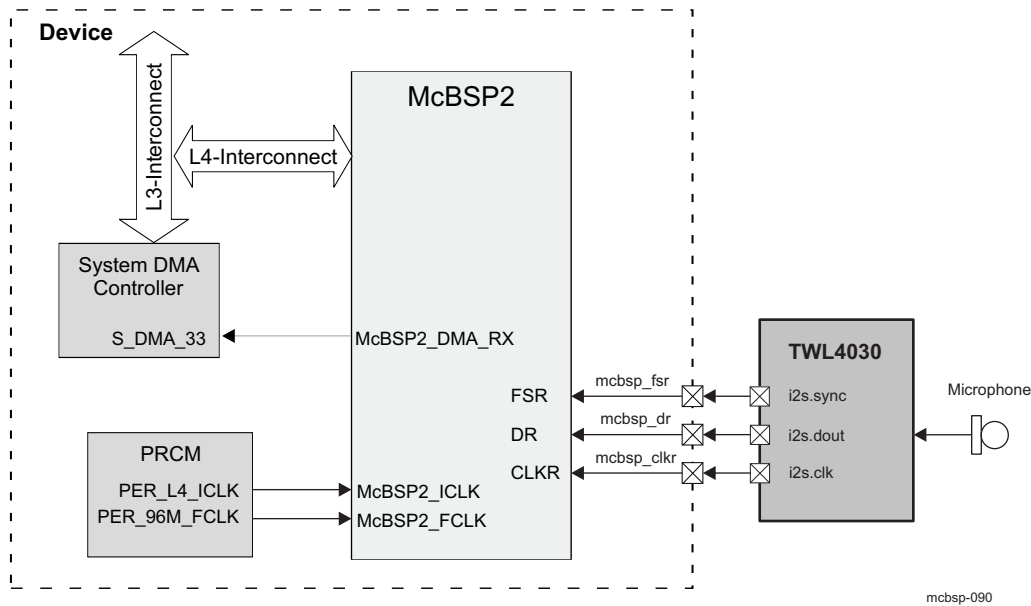 Device
McBSP2
L3-Interconnect
L4-Interconnect
System DMA
Controller
S_DMA_33
McBSP2_DMA_RX
TWL4030
FSR
mcbsp_fsr
i2s.sync
Microphone
DR
mcbsp_dr
i2s.dout
CLKR
mcbsp_clkr
i2s.clk
PRCM
PER_L4_ICLK
McBSP2_ICLK
PER_96M_FCLK
McBSP2_FCLK
mcbsp-090